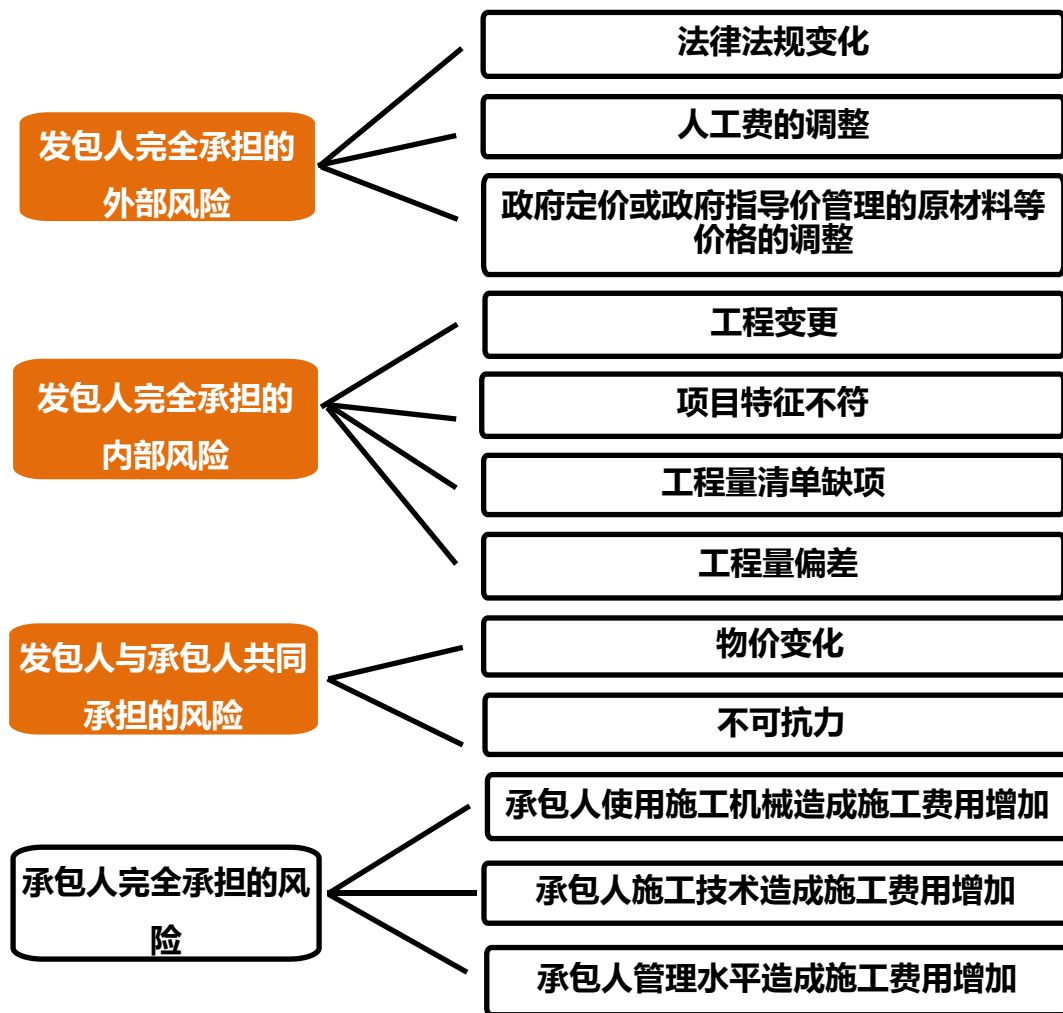 发包人完全承担的
外部风险
法律法规变化
人工费的调整
政府定价或政府指导价管理的原材料等
价格的调整
发包人完全承担的
内部风险
工程变更
项目特征不符
工程量清单缺项
工程量偏差
发包人与承包人共同
承担的风险
物价变化
不可抗力
承包人完全承担的风
险
承包人使用施工机械造成施工费用增加
承包人施工技术造成施工费用增加
承包人管理水平造成施工费用增加